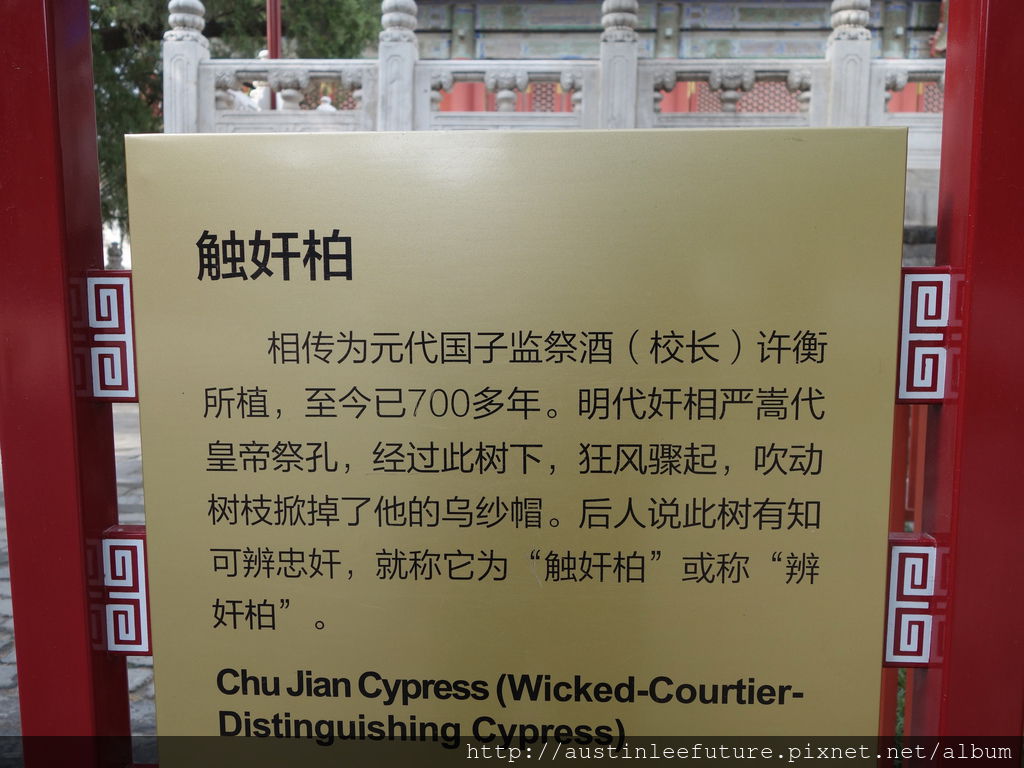 触奸柏
相传为元代国子监祭酒（校长）许衡
所植，至今已700多年。明代奸相严嵩代
皇帝祭孔，经过此树下，狂风骤起，吹动
树枝掀掉了他的乌纱帽。后人说此树有知
可辨忠奸，就称它为“触奸柏”或称“辨
奸柏”。
Chu Jian Cypress (Wicked-Courtier-
Distinguishing Cypress)
http://austinleefuture.pixnet.net/album